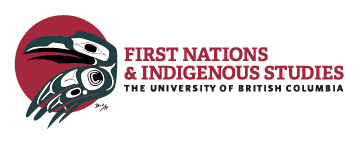 FIRST NATIONS
& INDIGENOUS STUDIES
THE UNIVERSITY OF BRITISH COLUMBIA